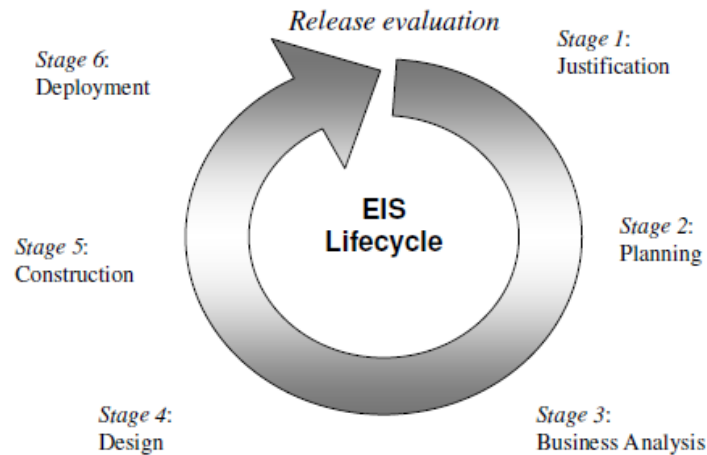 Release evaluation
Stage 1:
Justification
Stage 2:
Planning
Stage 3:
Business Analysis
Stage 4:
Design
Stage 5:
Construction
Stage 6:
Deployment
EIS
Lifecycle